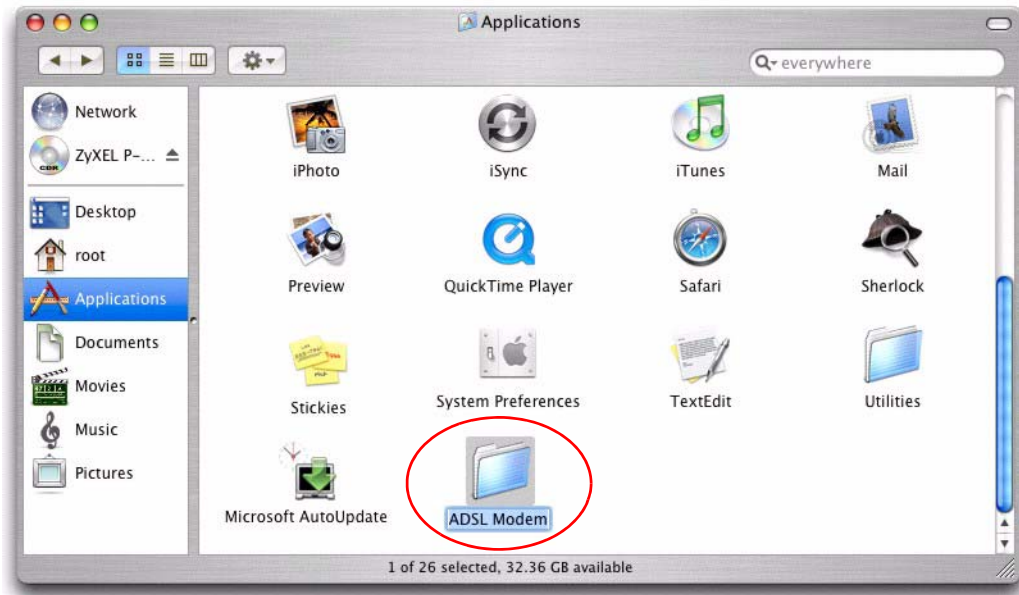 Applications
everywhere
Network
ZyXEL P-...
Desktop
root
Applications
Documents
Movies
Music
Pictures
iPhoto
iSync
iTunes
Mail
Preview
QuickTime Player
Safari
Sherlock
Stickies
System Preferences
TextEdit
Utilities
Microsoft AutoUpdate
ADSL Modem
1 of 26 selected, 32.36 GB available